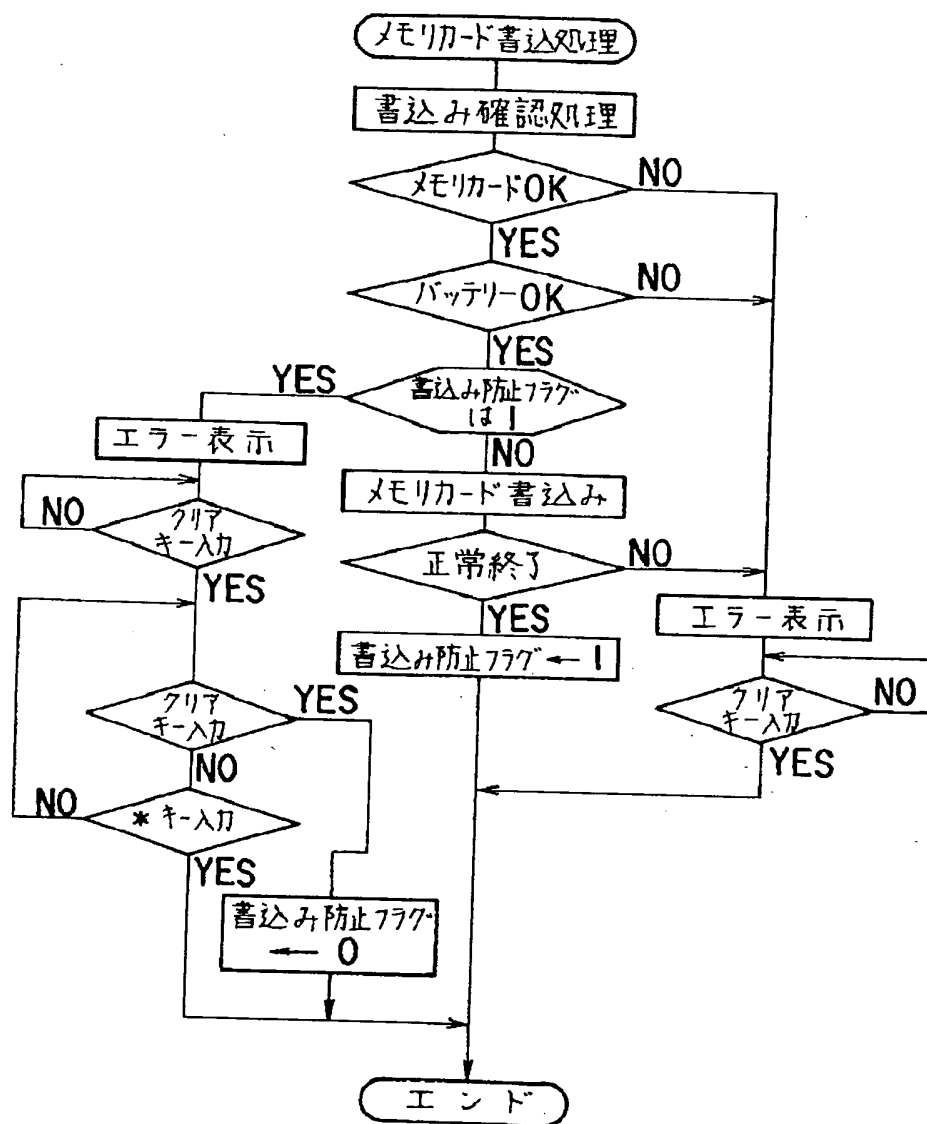 メモリカード書込処理
書込み確認処理
メモリカードOK
NO
YES
バッテリーOK
NO
YES
YES
書込み防止フラグ
は1
NO
エラー表示
メモリカード書込み
NO
クリア
キー入力
YES
正常終了
NO
YES
エラー表示
書込み防止フラグ←1
クリア
キー入力
NO
YES
クリア
キー入力
YES
NO
NO
* キー入力
YES
書込み防止フラグ
← 0
エンド